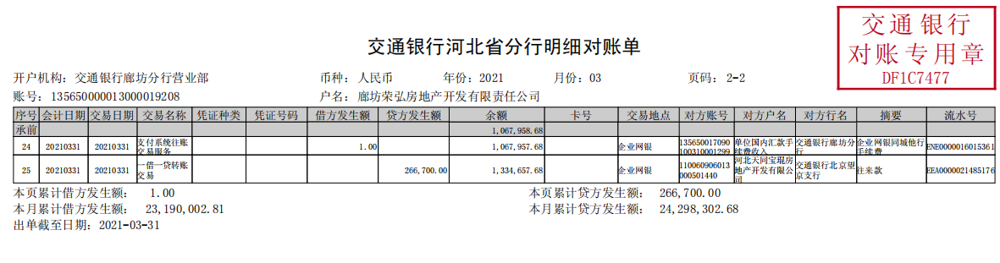 交通银行
对账专用章
DF1C7477
交通银行河北省分行明细对账单
开户机构：交通银行廊坊分行营业部 币种：人民币 年份：2021 月份：03 页码：2-2
账号：135650000013000019208 户名：廊坊荣弘房地产开发有限责任公司
序号 会计日期 交易日期 交易名称 凭证种类 凭证号码 借方发生额 贷方发生额 余额 卡号 交易地点 对方账号 对方户名 对方行名 摘要 流水号
承前 1,067,958.68
24 20210331 20210331 支付系统往账交易服务 1.00 1,067,957.68 企业网银 135650017090100310001299 单位国内汇款手续费收入 交通银行廊坊分行 企业网银同城他行手续费 ENE0000016015361
25 20210331 20210331 一借一贷转账交易 266,700.00 1,334,657.68 企业网银 110060906013000501440 河北天同宝琨房地产开发有限公司 交通银行北京望京支行 往来款 EEA0000021485176
本页累计借方发生额： 1.00 本页累计贷方发生额： 266,700.00
本月累计借方发生额： 23,190,002.81 本月累计贷方发生额： 24,298,302.68
出单截至日期：2021-03-31